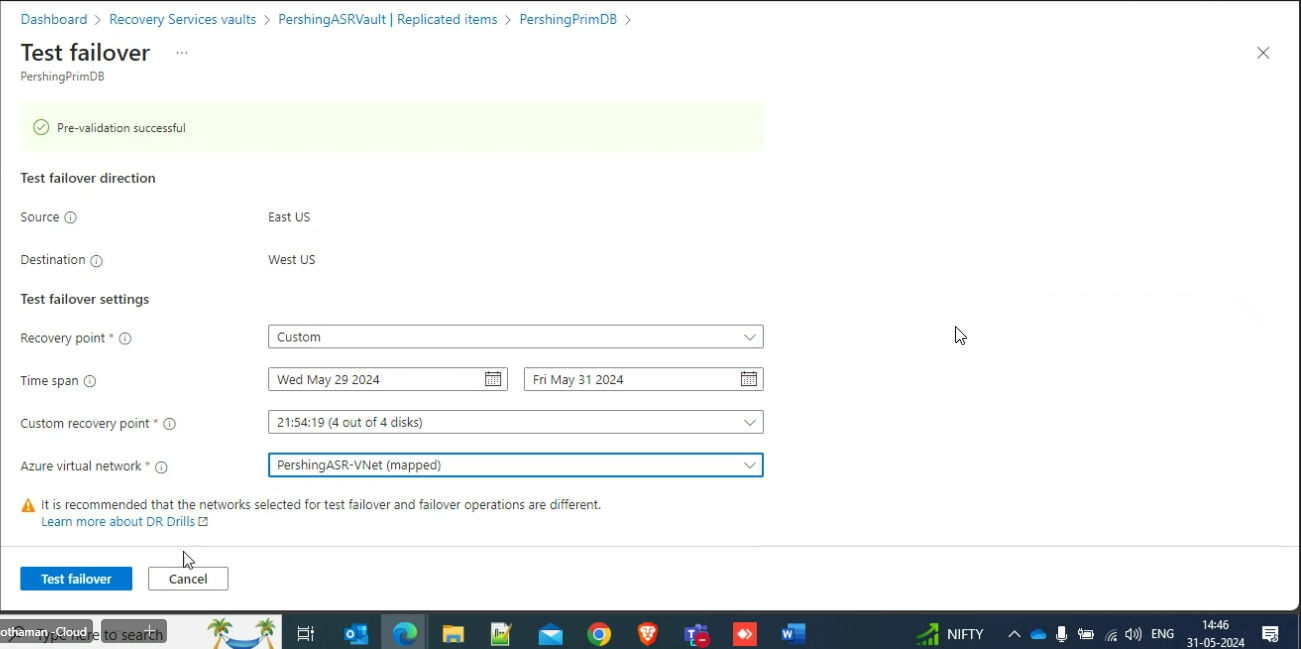 Dashboard > Recovery Services vaults > PershingASRVault | Replicated items > PershingPrimDB >
Test failover ...
PershingPrimDB
Pre-validation successful
Test failover direction
Source
East US
Destination
West US
Test failover settings
Recovery point *
Custom
Time span
Wed May 29 2024
Fri May 31 2024
Custom recovery point *
21:54:19 (4 out of 4 disks)
Azure virtual network *
PershingASR-VNet (mapped)
It is recommended that the networks selected for test failover and failover operations are different.
Learn more about DR Drills
Test failover
Cancel
othaman -Cloud
Type here to search
NIFTY
ENG
14:46
31-05-2024